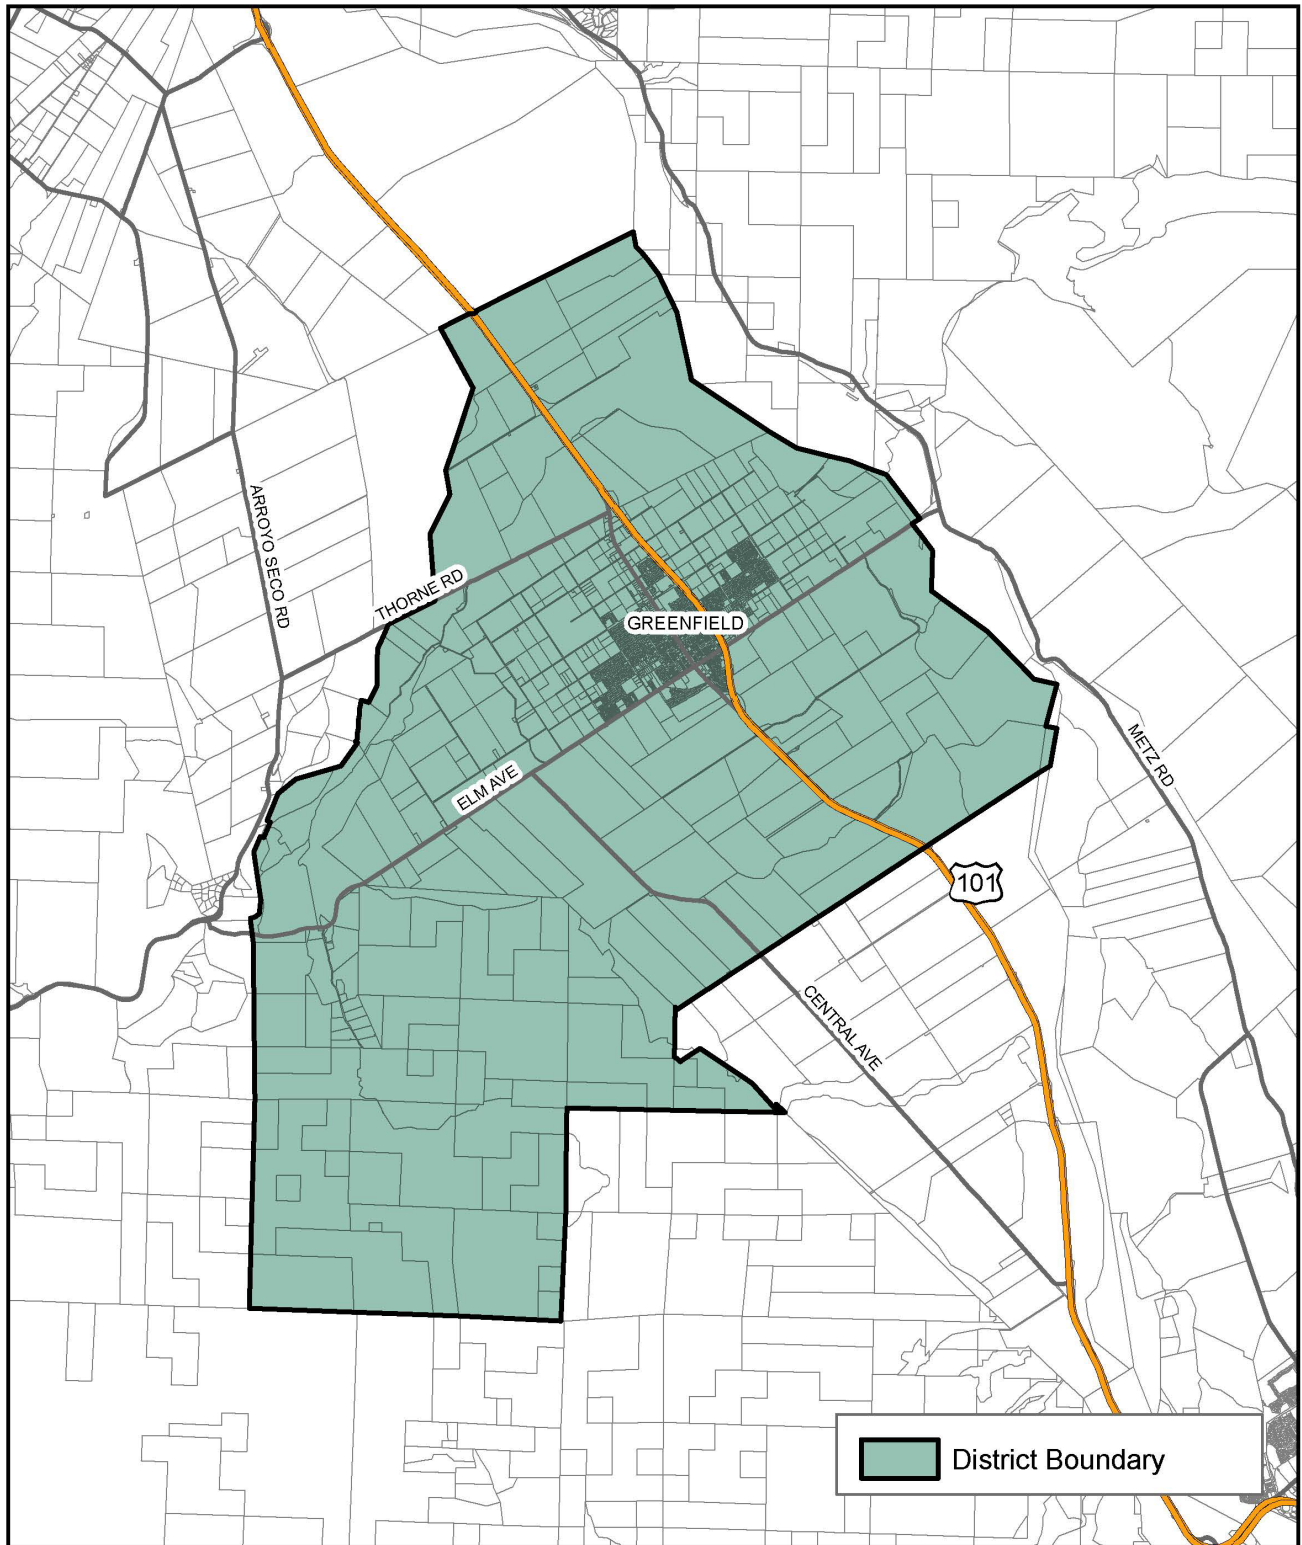 ARROYO SECO RD
THORNE RD
GREENFIELD
ELM AVE
METZ RD
101
CENTRAL AVE
District Boundary